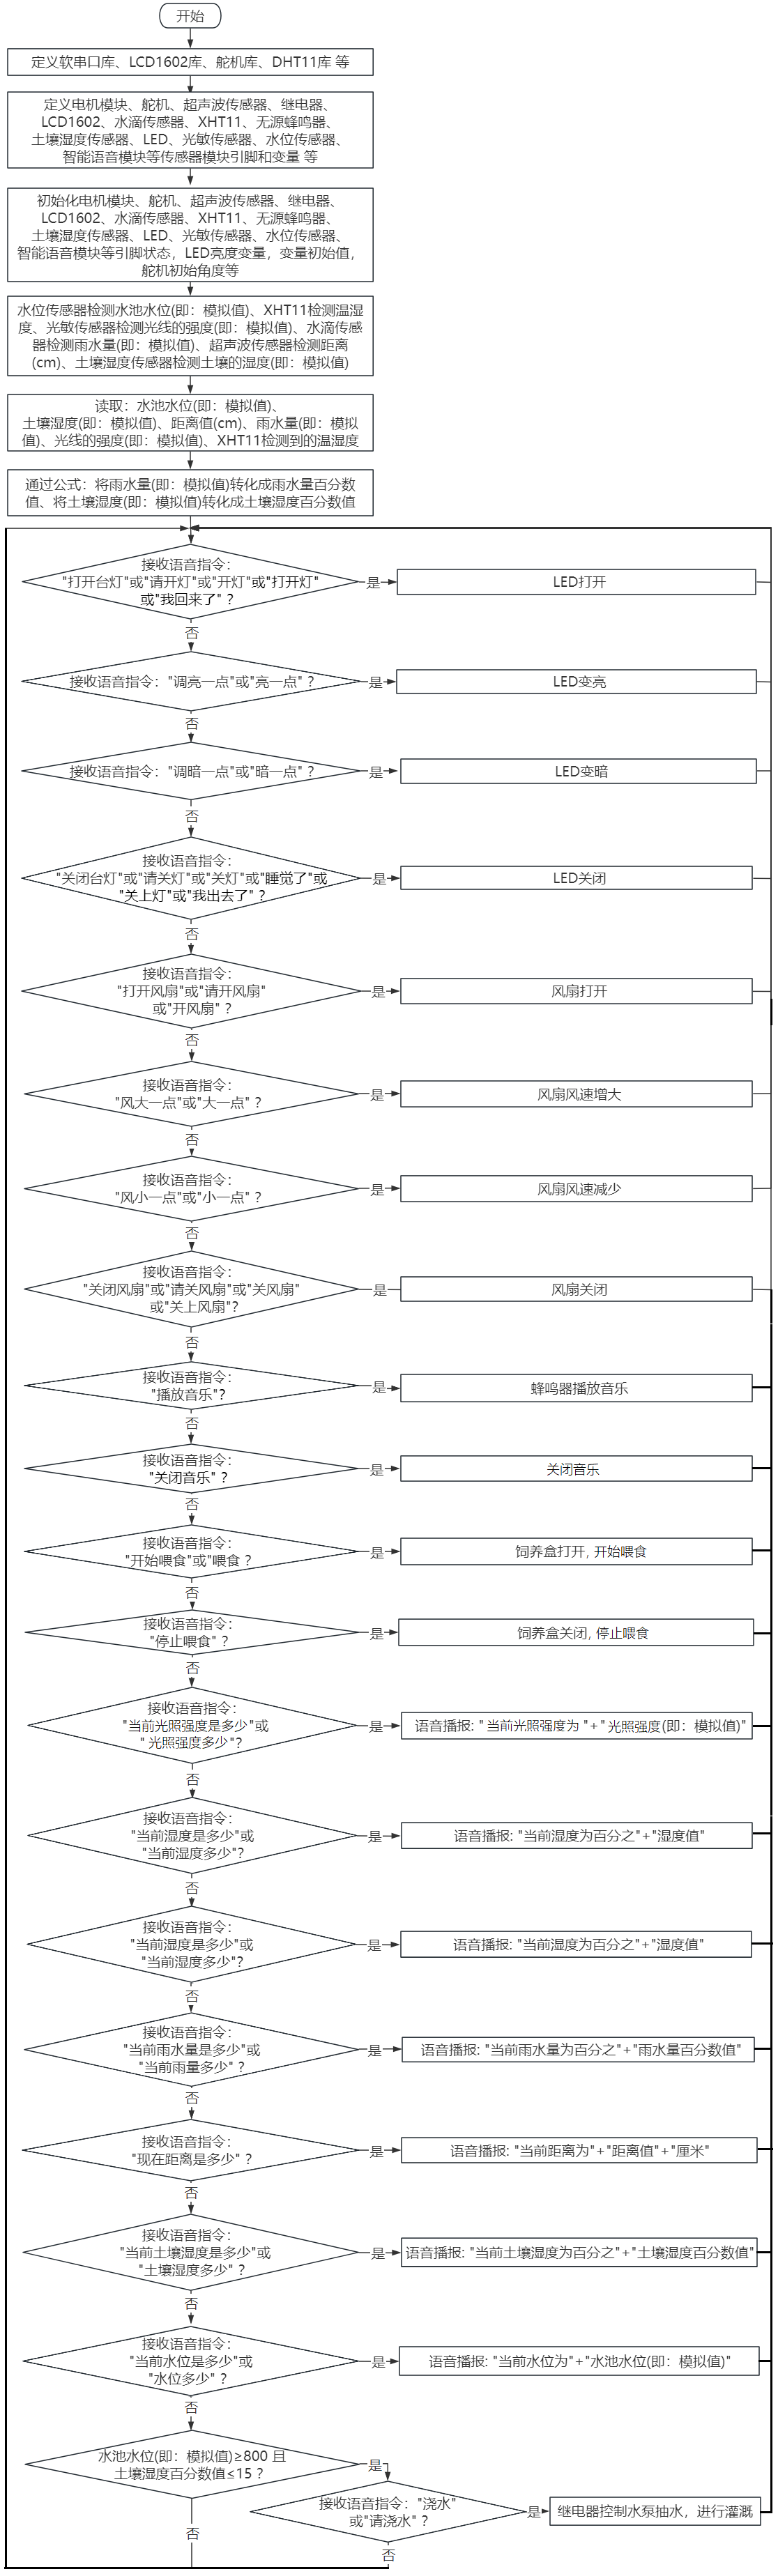 开始
定义软串口库、LCD1602库、舵机库、DHT11库 等
定义电机模块、舵机、超声波传感器、继电器、
LCD1602、水滴传感器、XHT11、无源蜂鸣器、
土壤湿度传感器、LED、光敏传感器、水位传感器、
智能语音模块等传感器模块引脚和变量 等
初始化电机模块、舵机、超声波传感器、继电器、
LCD1602、水滴传感器、XHT11、无源蜂鸣器、
土壤湿度传感器、LED、光敏传感器、水位传感器、
智能语音模块等引脚状态，LED亮度变量，变量初始值，
舵机初始角度等
水位传感器检测水池水位(即：模拟值)、XHT11检测温湿
度、光敏传感器检测光线的强度(即：模拟值)、水滴传感
器检测雨水量(即：模拟值)、超声波传感器检测距离
(cm)、土壤湿度传感器检测土壤的湿度(即：模拟值)
读取：水池水位(即：模拟值)、
土壤湿度(即：模拟值)、距离值(cm)、雨水量(即：模拟
值)、光线的强度(即：模拟值)、XHT11检测到的温湿度
通过公式：将雨水量(即：模拟值)转化成雨水量百分数
值、将土壤湿度(即：模拟值)转化成土壤湿度百分数值
接收语音指令：
"打开台灯"或"请开灯"或"开灯"或"打开灯"
或"我回来了"？
是
LED打开
否
接收语音指令："调亮一点"或"亮一点"？
是
LED变亮
否
接收语音指令："调暗一点"或"暗一点"？
是
LED变暗
否
接收语音指令：
"关闭台灯"或"请关灯"或"关灯"或"睡觉了"或
"关上灯"或"我出去了"？
是
LED关闭
否
接收语音指令：
"打开风扇"或"请开风扇"
或"开风扇"？
是
风扇打开
否
接收语音指令：
"风大一点"或"大一点"？
是
风扇风速增大
否
接收语音指令：
"风小一点"或"小一点"？
是
风扇风速减少
否
接收语音指令：
"关闭风扇"或"请关风扇"或"关风扇"
或"关上风扇"？
是
风扇关闭
否
接收语音指令：
"播放音乐"？
是
蜂鸣器播放音乐
否
接收语音指令：
"关闭音乐"？
是
关闭音乐
否
接收语音指令：
"开始喂食"或"喂食？
是
饲养盒打开, 开始喂食
否
接收语音指令：
"停止喂食"？
是
饲养盒关闭, 停止喂食
否
接收语音指令：
"当前光照强度是多少"或
" 光照强度多少"？
是
语音播报: " 当前光照强度为 "+" 光照强度(即：模拟值)"
否
接收语音指令：
"当前湿度是多少"或
"当前湿度多少"？
是
语音播报: "当前湿度为百分之"+"湿度值"
否
接收语音指令：
"当前湿度是多少"或
"当前湿度多少"？
是
语音播报: "当前湿度为百分之"+"湿度值"
否
接收语音指令：
"当前雨水量是多少"或
"当前雨量多少"？
是
语音播报: "当前雨水量为百分之"+"雨水量百分数值"
否
接收语音指令：
"现在距离是多少"？
是
语音播报: "当前距离为"+"距离值"+"厘米"
否
接收语音指令：
"当前土壤湿度是多少"或
"土壤湿度多少"？
是
语音播报: "当前土壤湿度为百分之"+"土壤湿度百分数值"
否
接收语音指令：
"当前水位是多少"或
"水位多少"？
是
语音播报: "当前水位为"+"水池水位(即：模拟值)"
否
水池水位(即：模拟值)≥800 且
土壤湿度百分数值≤15？
是
接收语音指令："浇水"
或"请浇水"？
是
继电器控制水泵抽水，进行灌溉
否
否